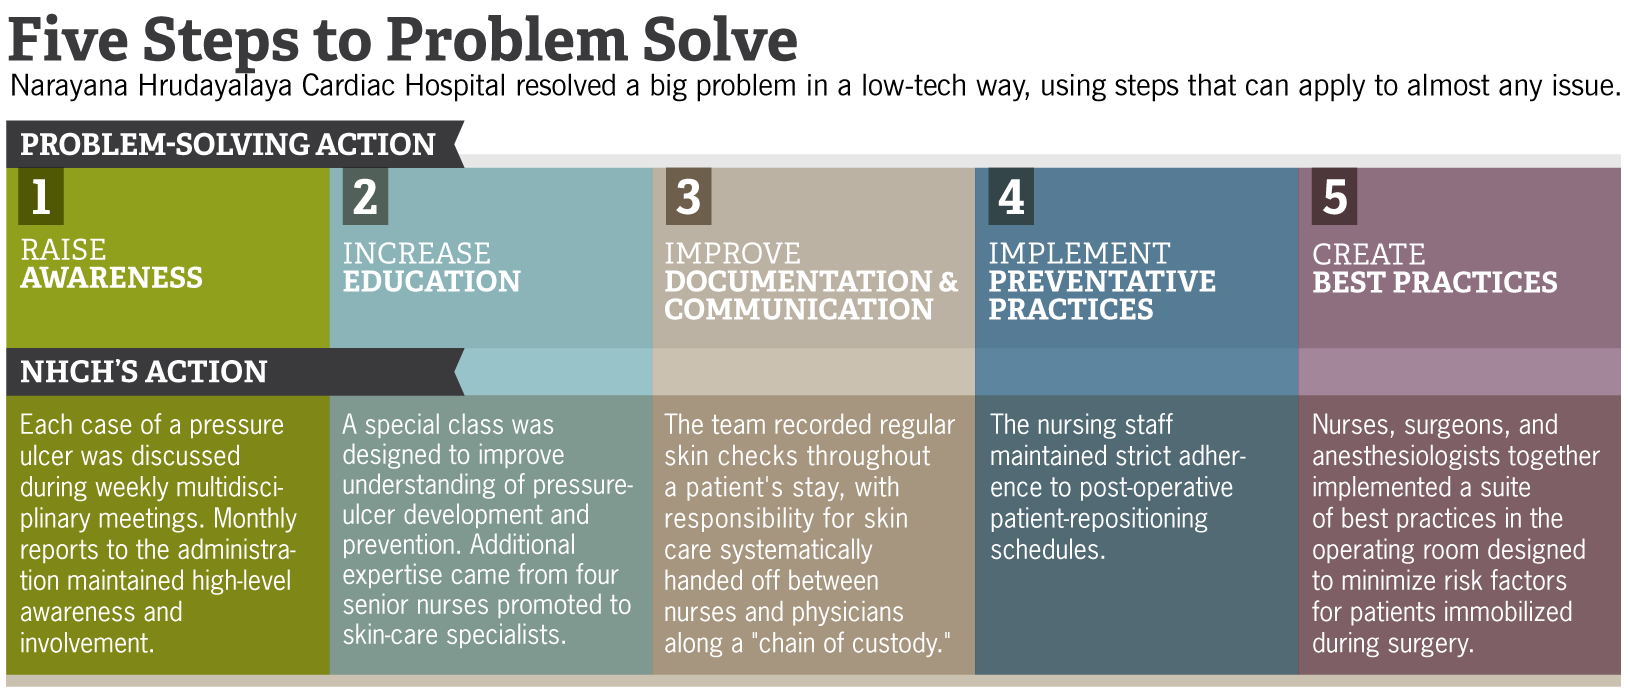 Five Steps to Problem Solve
Narayana Hrudayalaya Cardiac Hospital resolved a big problem in a low-tech way, using steps that can apply to almost any issue.
PROBLEM-SOLVING ACTION
1
RAISE
AWARENESS
2
INCREASE
EDUCATION
3
IMPROVE
DOCUMENTATION &
COMMUNICATION
4
IMPLEMENT
PREVENTATIVE
PRACTICES
5
CREATE
BEST PRACTICES
NHCH'S ACTION
Each case of a pressure
ulcer was discussed
during weekly multidisci-
plinary meetings. Monthly
reports to the administra-
tion maintained high-level
awareness and
involvement.
A special class was
designed to improve
understanding of pressure-
ulcer development and
prevention. Additional
expertise came from four
senior nurses promoted to
skin-care specialists.
The team recorded regular
skin checks throughout
a patient's stay, with
responsibility for skin
care systematically
handed off between
nurses and physicians
along a "chain of custody."
The nursing staff
maintained strict adher-
ence to post-operative
patient-repositioning
schedules.
Nurses, surgeons, and
anesthesiologists together
implemented a suite
of best practices in the
operating room designed
to minimize risk factors
for patients immobilized
during surgery.